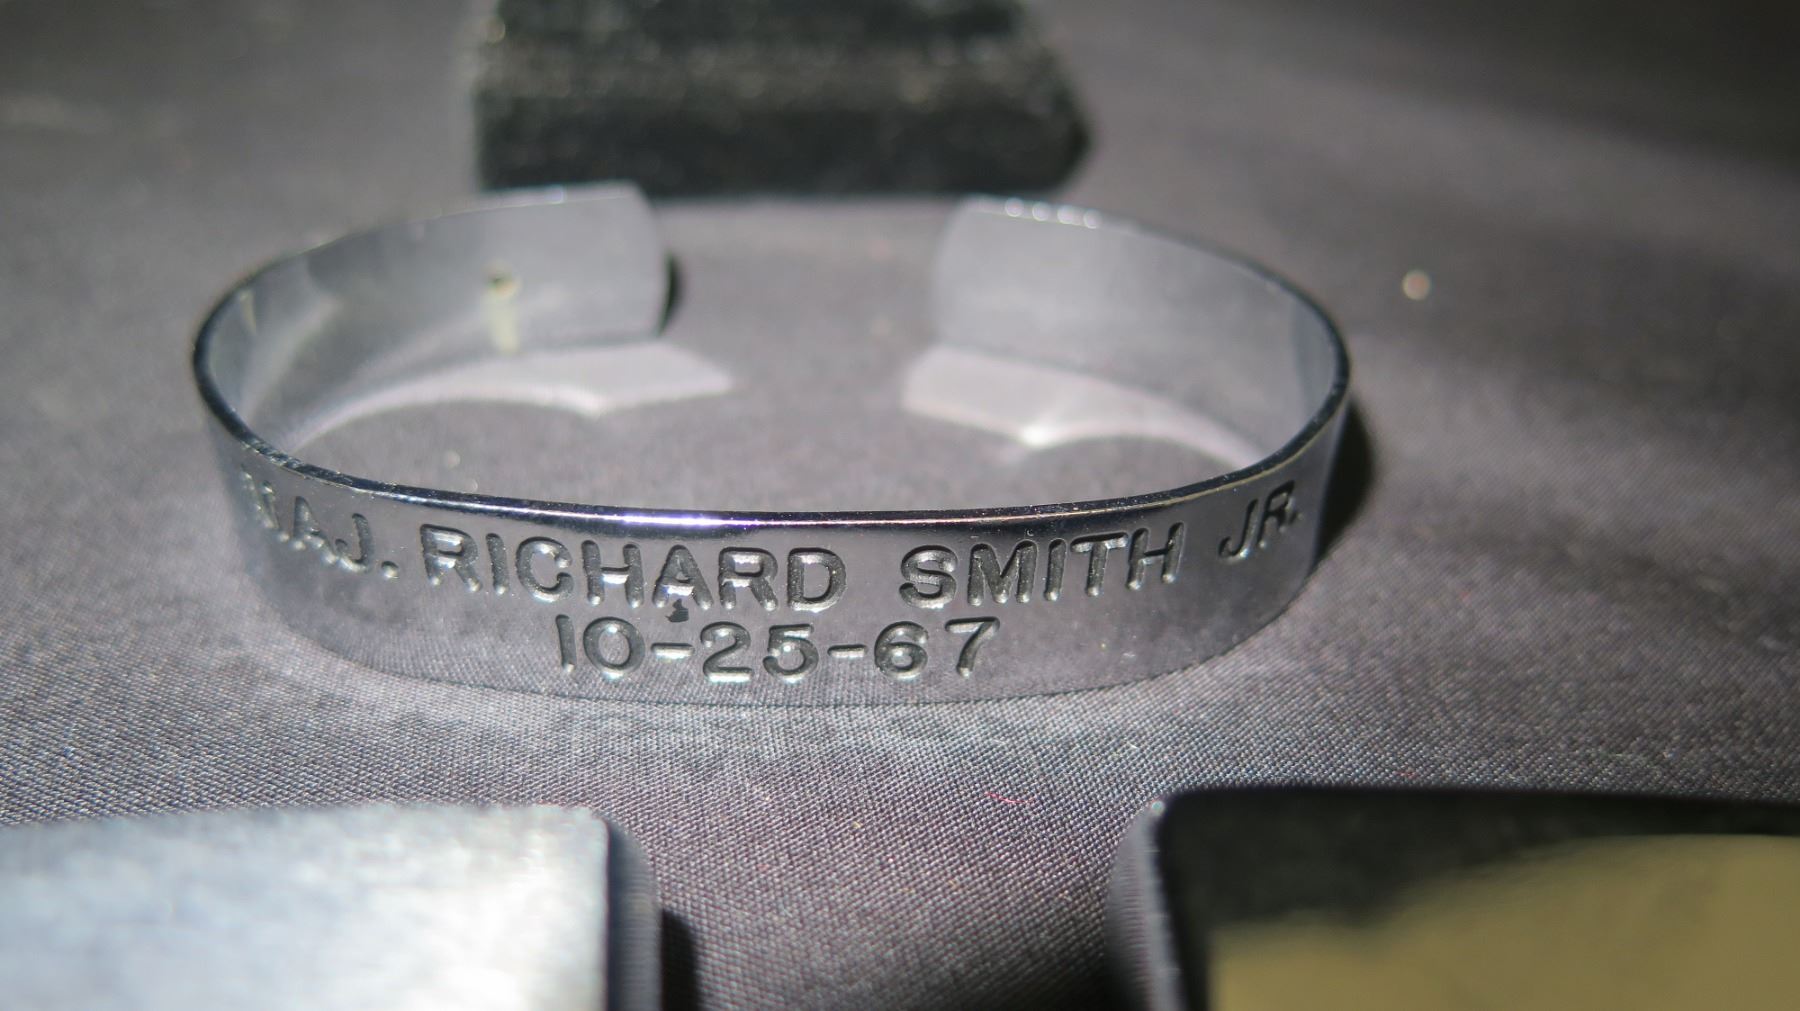 MAJ. RICHARD SMITH JR.
10-25-67